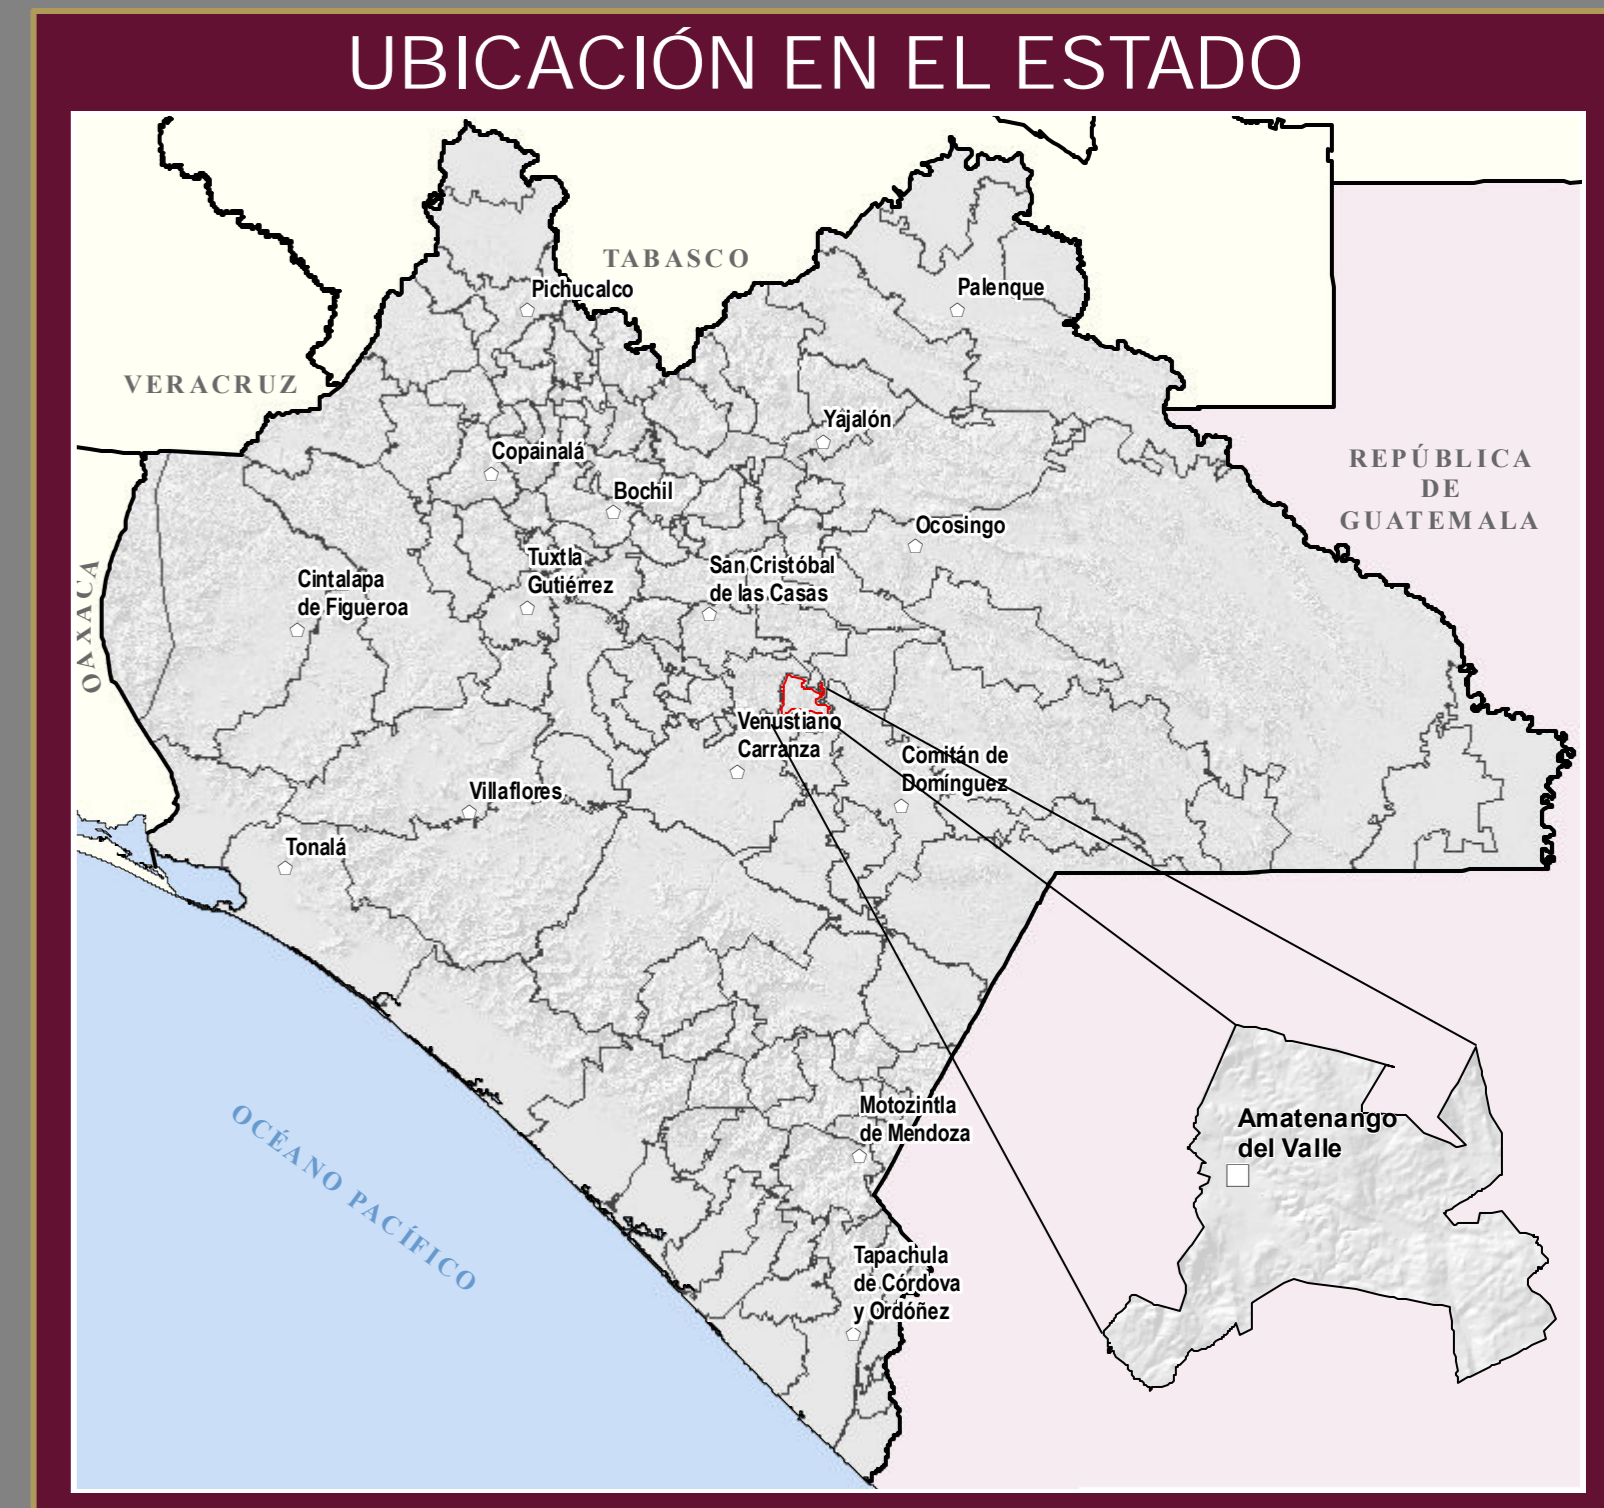 UBICACIÓN EN EL ESTADO
TABASCO
Pichucalco
Palenque
VERACRUZ
Yajalón
Copainalá
REPÚBLICA
DE
GUATEMALA
Bochil
Ocosingo
Tuxtla
Gutiérrez
San Cristóbal
de las Casas
Cintalapa
de Figueroa
OAXACA
Venustiano
Carranza
Comitán de
Domínguez
Villaflores
Tonalá
Motozintla
de Mendoza
Amatenango
del Valle
OCÉANO PACÍFICO
Tapachula
de Córdova
y Ordóñez